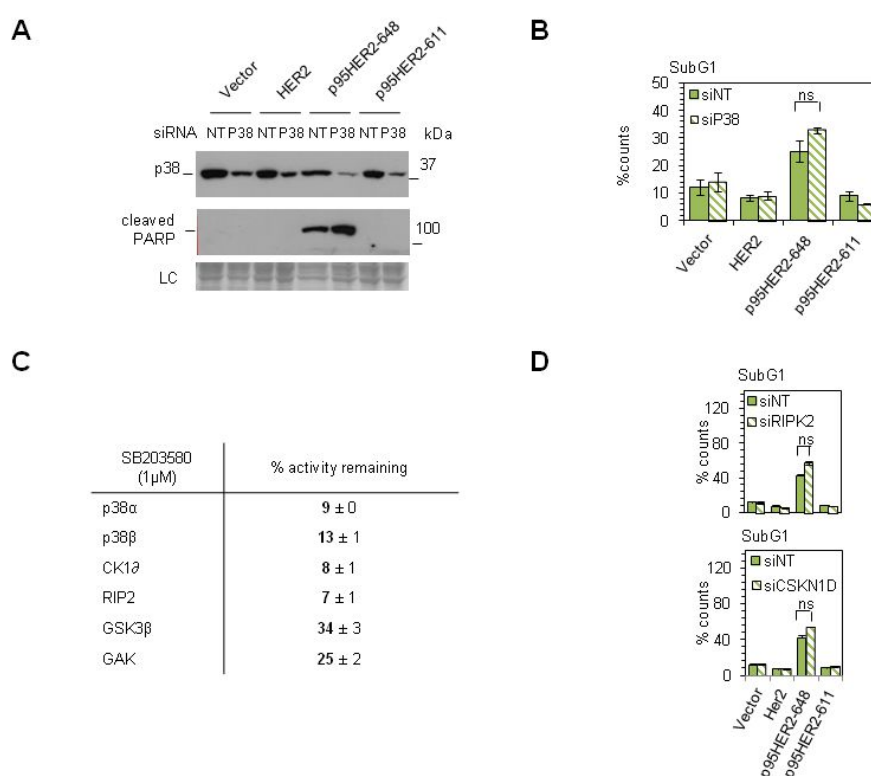 A
Vector
HER2
p95HER2-648
p95HER2-611
siRNA NT P38 NT P38 NT P38 NT P38 kDa
p38
37
cleaved
PARP
100
LC
B
SubG1
siNT
siP38
ns
%counts
50
40
30
20
10
0
Vector
HER2
p95HER2-648
p95HER2-611
C
SB203580
(1µM)
% activity remaining
p38α 9 ± 0
p38β 13 ± 1
CK1∂ 8 ± 1
RIP2 7 ± 1
GSK3β 34 ± 3
GAK 25 ± 2
D
SubG1
siNT
siRIPK2
ns
% counts
120
80
40
0
SubG1
siNT
siCSKN1D
ns
% counts
120
80
40
0
Vector
Her2
p95HER2-648
p95HER2-611